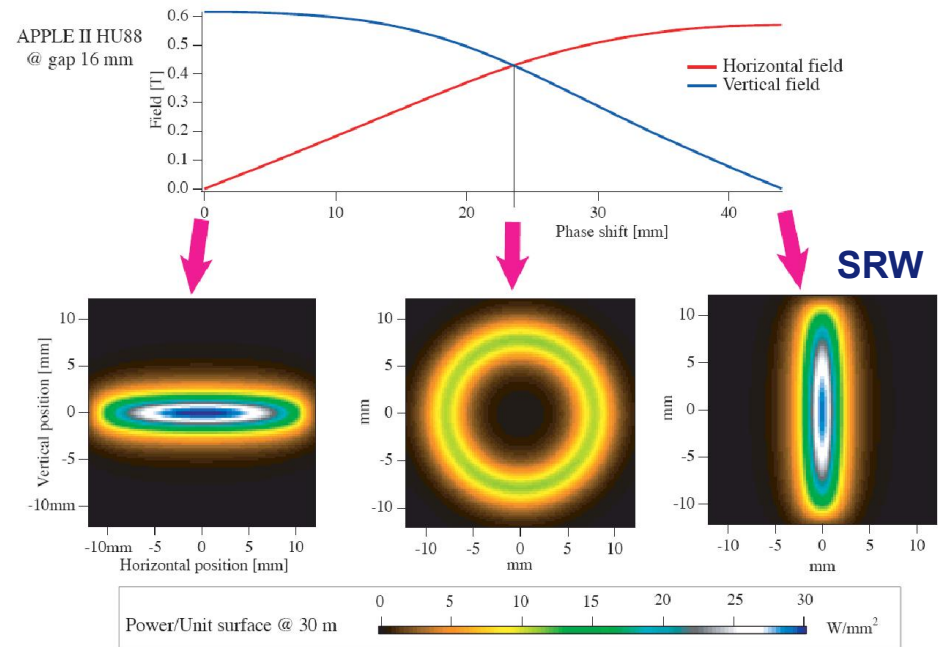 APPLE II HU88
@ gap 16 mm
Field [T]
0.6
0.5
0.4
0.3
0.2
0.1
0.0
0 10 20 30 40
Phase shift [mm]
Horizontal field
Vertical field
SRW
Vertical position [mm]
10
5
0
-5
-10mm
-10mm -5 0 5 10
Horizontal position [mm]
mm
10
5
0
-5
-10
-10 -5 0 5 10
mm
mm
10
5
0
-5
-10
-10 -5 0 5 10
mm
Power/Unit surface @ 30 m
0 5 10 15 20 25 30
W/mm²